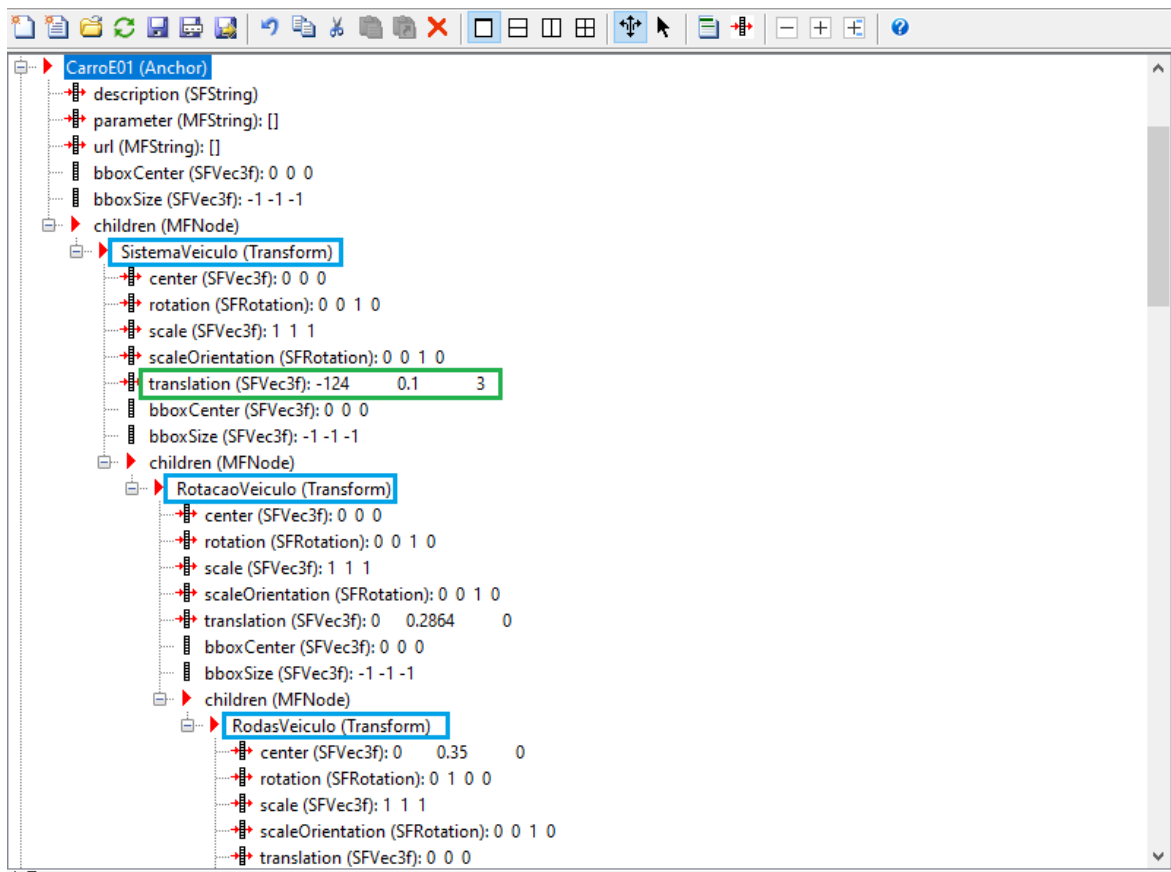 CarroE01 (Anchor)
description (SFString)
parameter (MFString): []
url (MFString): []
bboxCenter (SFVec3f): 0 0 0
bboxSize (SFVec3f): -1 -1 -1
children (MFNode)
SistemaVeiculo (Transform)
center (SFVec3f): 0 0 0
rotation (SFRotation): 0 0 1 0
scale (SFVec3f): 1 1 1
scaleOrientation (SFRotation): 0 0 1 0
translation (SFVec3f): -124 0.1 3
bboxCenter (SFVec3f): 0 0 0
bboxSize (SFVec3f): -1 -1 -1
children (MFNode)
RotacaoVeiculo (Transform)
center (SFVec3f): 0 0 0
rotation (SFRotation): 0 0 1 0
scale (SFVec3f): 1 1 1
scaleOrientation (SFRotation): 0 0 1 0
translation (SFVec3f): 0 0.2864 0
bboxCenter (SFVec3f): 0 0 0
bboxSize (SFVec3f): -1 -1 -1
children (MFNode)
RodasVeiculo (Transform)
center (SFVec3f): 0 0.35 0
rotation (SFRotation): 0 1 0 0
scale (SFVec3f): 1 1 1
scaleOrientation (SFRotation): 0 0 1 0
translation (SFVec3f): 0 0 0